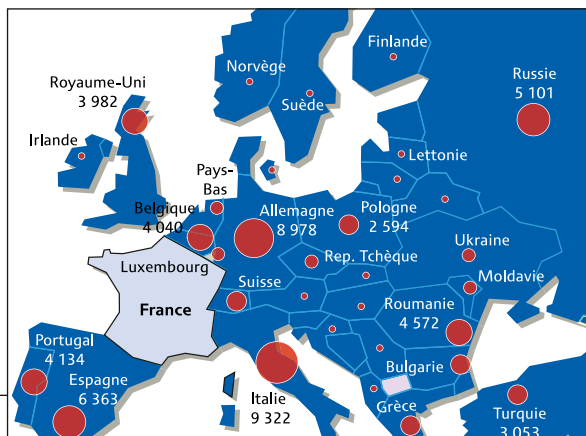 Finlande
Norvège
Russie
5 101
Royaume-Uni
3 982
Suède
Irlande
Lettonie
Pays-
Bas
Belgique
4 040
Allemagne
8 978
Pologne
2 594
Ukraine
Rep. Tchèque
Luxembourg
Moldavie
Suisse
France
Roumanie
4 572
Portugal
4 134
Bulgarie
Espagne
6 363
Italie
9 322
Grèce
Turquie
3 053